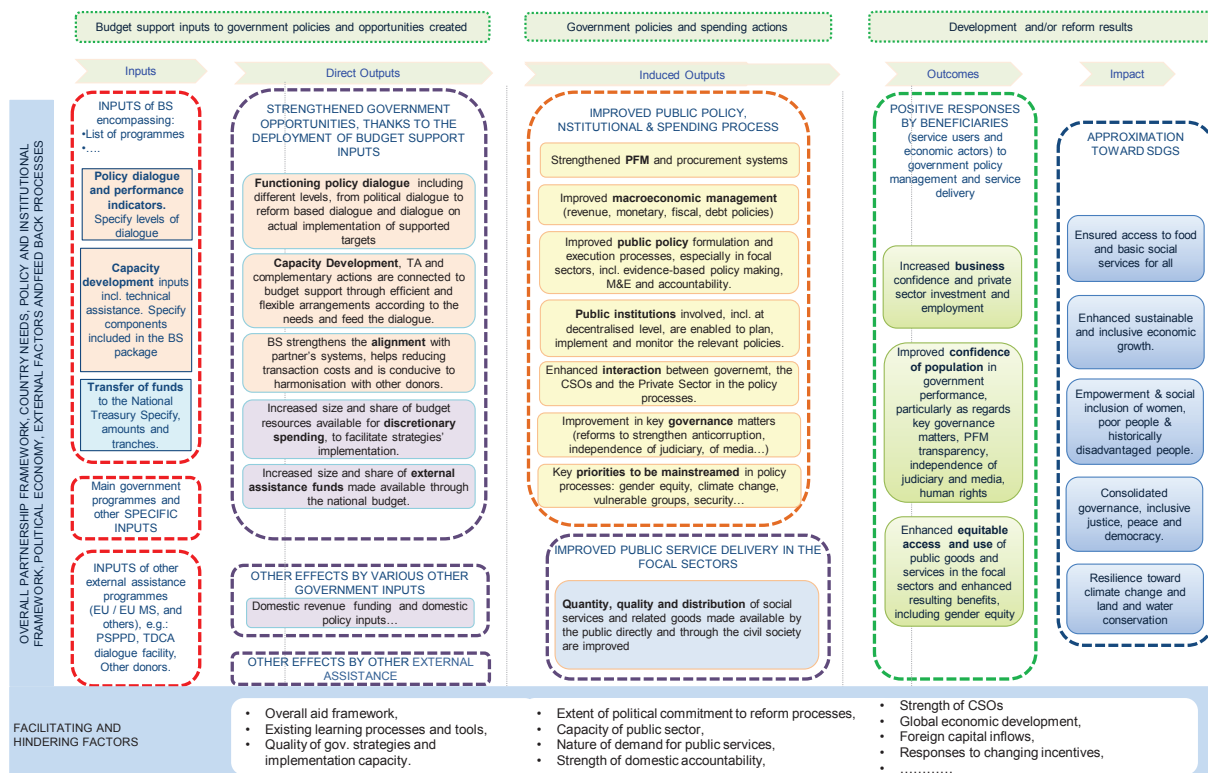 Budget support inputs to government policies and opportunities created
Government policies and spending actions
Development and/or reform results
Inputs
Direct Outputs
Induced Outputs
Outcomes
Impact
OVERALL PARTNERSHIP FRAMEWORK, COUNTRY NEEDS, POLICY AND INSTITUTIONAL
FRAMEWORK, POLITICAL ECONOMY, EXTERNAL FACTORS ANDFEED BACK PROCESSES
INPUTS of BS
encompassing:
•List of programmes
•....
Policy dialogue
and performance
indicators.
Specify levels of
dialogue
Capacity
development inputs
incl. technical
assistance. Specify
components
included in the BS
package
Transfer of funds
to the National
Treasury Specify,
amounts and
tranches.
Main government
programmes and
other SPECIFIC
INPUTS
INPUTS of other
external assistance
programmes
(EU / EU MS, and
others), e.g.:
PSPPD, TDCA
dialogue facility,
Other donors.
STRENGTHENED GOVERNMENT
OPPORTUNITIES, THANKS TO THE
DEPLOYMENT OF BUDGET SUPPORT
INPUTS
Functioning policy dialogue including
different levels, from political dialogue to
reform based dialogue and dialogue on
actual implementation of supported
targets
Capacity Development, TA and
complementary actions are connected to
budget support through efficient and
flexible arrangements according to the
needs and feed the dialogue.
BS strengthens the alignment with
partner's systems, helps reducing
transaction costs and is conducive to
harmonisation with other donors.
Increased size and share of budget
resources available for discretionary
spending, to facilitate strategies'
implementation.
Increased size and share of external
assistance funds made available through
the national budget.
OTHER EFFECTS BY VARIOUS OTHER
GOVERNMENT INPUTS
Domestic revenue funding and domestic
policy inputs…
OTHER EFFECTS BY OTHER EXTERNAL
ASSISTANCE
IMPROVED PUBLIC POLICY,
NSTITUTIONAL & SPENDING PROCESS
Strengthened PFM and procurement systems
Improved macroeconomic management
(revenue, monetary, fiscal, debt policies)
Improved public policy formulation and
execution processes, especially in focal
sectors, incl. evidence-based policy making,
M&E and accountability.
Public institutions involved, incl. at
decentralised level, are enabled to plan,
implement and monitor the relevant policies.
Enhanced interaction between governemt, the
CSOs and the Private Sector in the policy
processes.
Improvement in key governance matters
(reforms to strengthen anticorruption,
independence of judiciary, of media…)
Key priorities to be mainstreamed in policy
processes: gender equity, climate change,
vulnerable groups, security…
IMPROVED PUBLIC SERVICE DELIVERY IN THE
FOCAL SECTORS
Quantity, quality and distribution of social
services and related goods made available by
the public directly and through the civil society
are improved
POSITIVE RESPONSES
BY BENEFICIARIES
(service users and
economic actors) to
government policy
management and service
delivery
Increased business
confidence and private
sector investment and
employment
Improved confidence
of population in
government
performance,
particularly as regards
key governance
matters, PFM
transparency,
independence of
judiciary and media,
human rights
Enhanced equitable
access and use of
public goods and
services in the focal
sectors and enhanced
resulting benefits,
including gender equity
APPROXIMATION
TOWARD SDGS
Ensured access to food
and basic social
services for all
Enhanced sustainable
and inclusive economic
growth.
Empowerment & social
inclusion of women,
poor people &
historically
disadvantaged people.
Consolidated
governance, inclusive
justice, peace and
democracy.
Resilience toward
climate change and
land and water
conservation
FACILITATING AND
HINDERING FACTORS
• Overall aid framework,
• Existing learning processes and tools,
• Quality of gov. strategies and
implementation capacity.
• Extent of political commitment to reform processes,
• Capacity of public sector,
• Nature of demand for public services,
• Strength of domestic accountability,
• Strength of CSOs
• Global economic development,
• Foreign capital inflows,
• Responses to changing incentives,
• …………